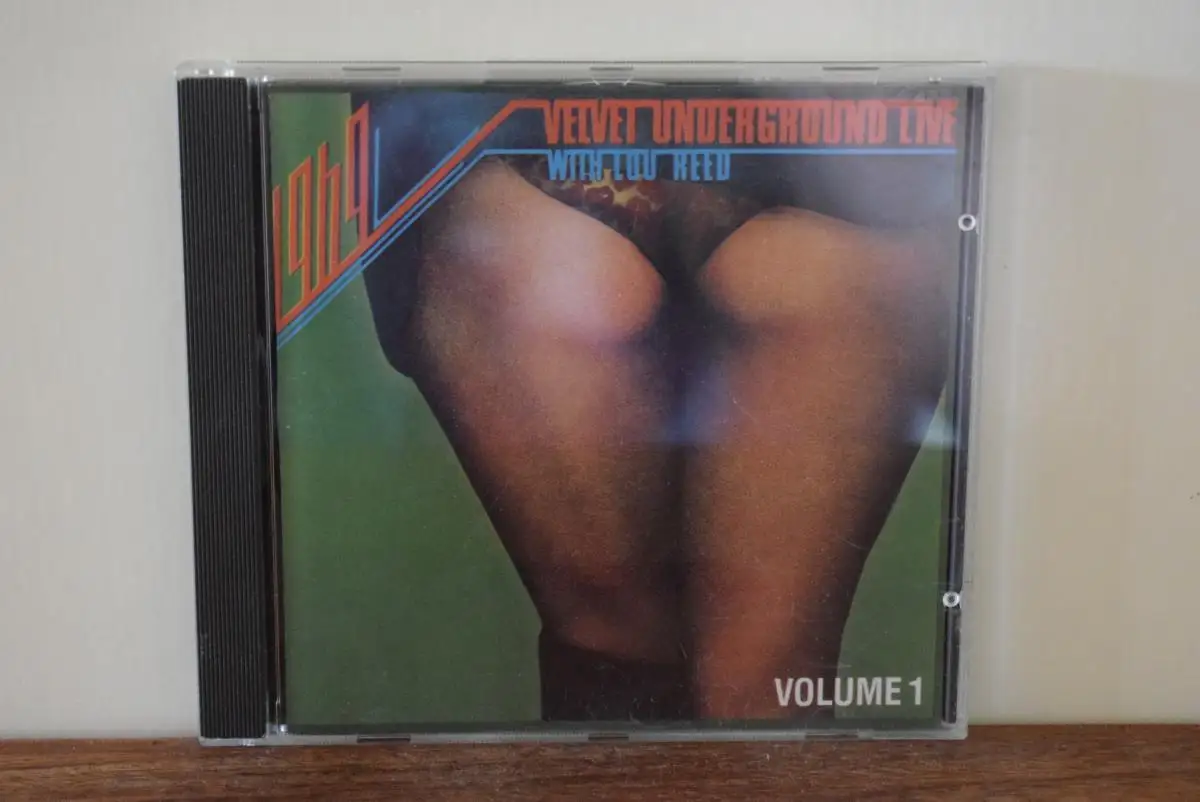 1969
VELVET UNDERGROUND LIVE
WITH LOU REED
VOLUME 1